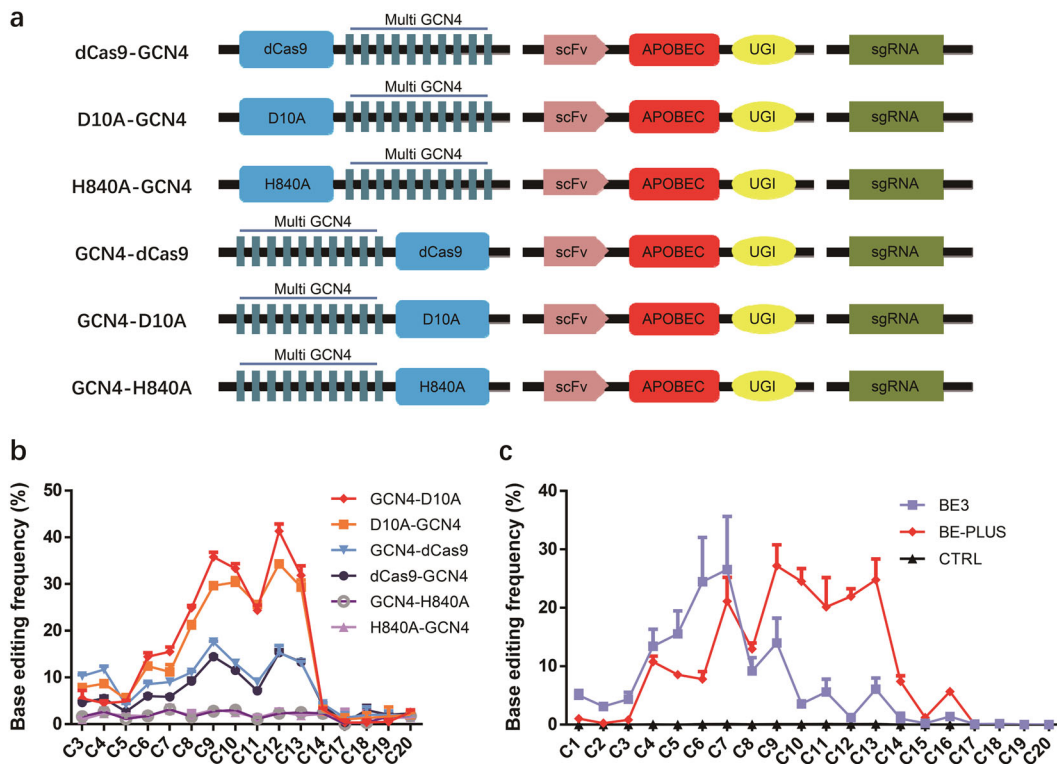 a
Multi GCN4
dCas9-GCN4 dCas9 scFv APOBEC UGI sgRNA
Multi GCN4
D10A-GCN4 D10A scFv APOBEC UGI sgRNA
Multi GCN4
H840A-GCN4 H840A scFv APOBEC UGI sgRNA
Multi GCN4
GCN4-dCas9 dCas9 scFv APOBEC UGI sgRNA
Multi GCN4
GCN4-D10A D10A scFv APOBEC UGI sgRNA
Multi GCN4
GCN4-H840A H840A scFv APOBEC UGI sgRNA
b
Base editing frequency (%)
50
40
30
20
10
0
GCN4-D10A
D10A-GCN4
GCN4-dCas9
dCas9-GCN4
GCN4-H840A
H840A-GCN4
C3 C4 C5 C6 C7 C8 C9 C10 C11 C12 C13 C14 C17 C18 C19 C20
c
Base editing frequency (%)
40
30
20
10
0
BE3
BE-PLUS
CTRL
C1 C2 C3 C4 C5 C6 C7 C8 C9 C10 C11 C12 C13 C14 C15 C16 C17 C18 C19 C20